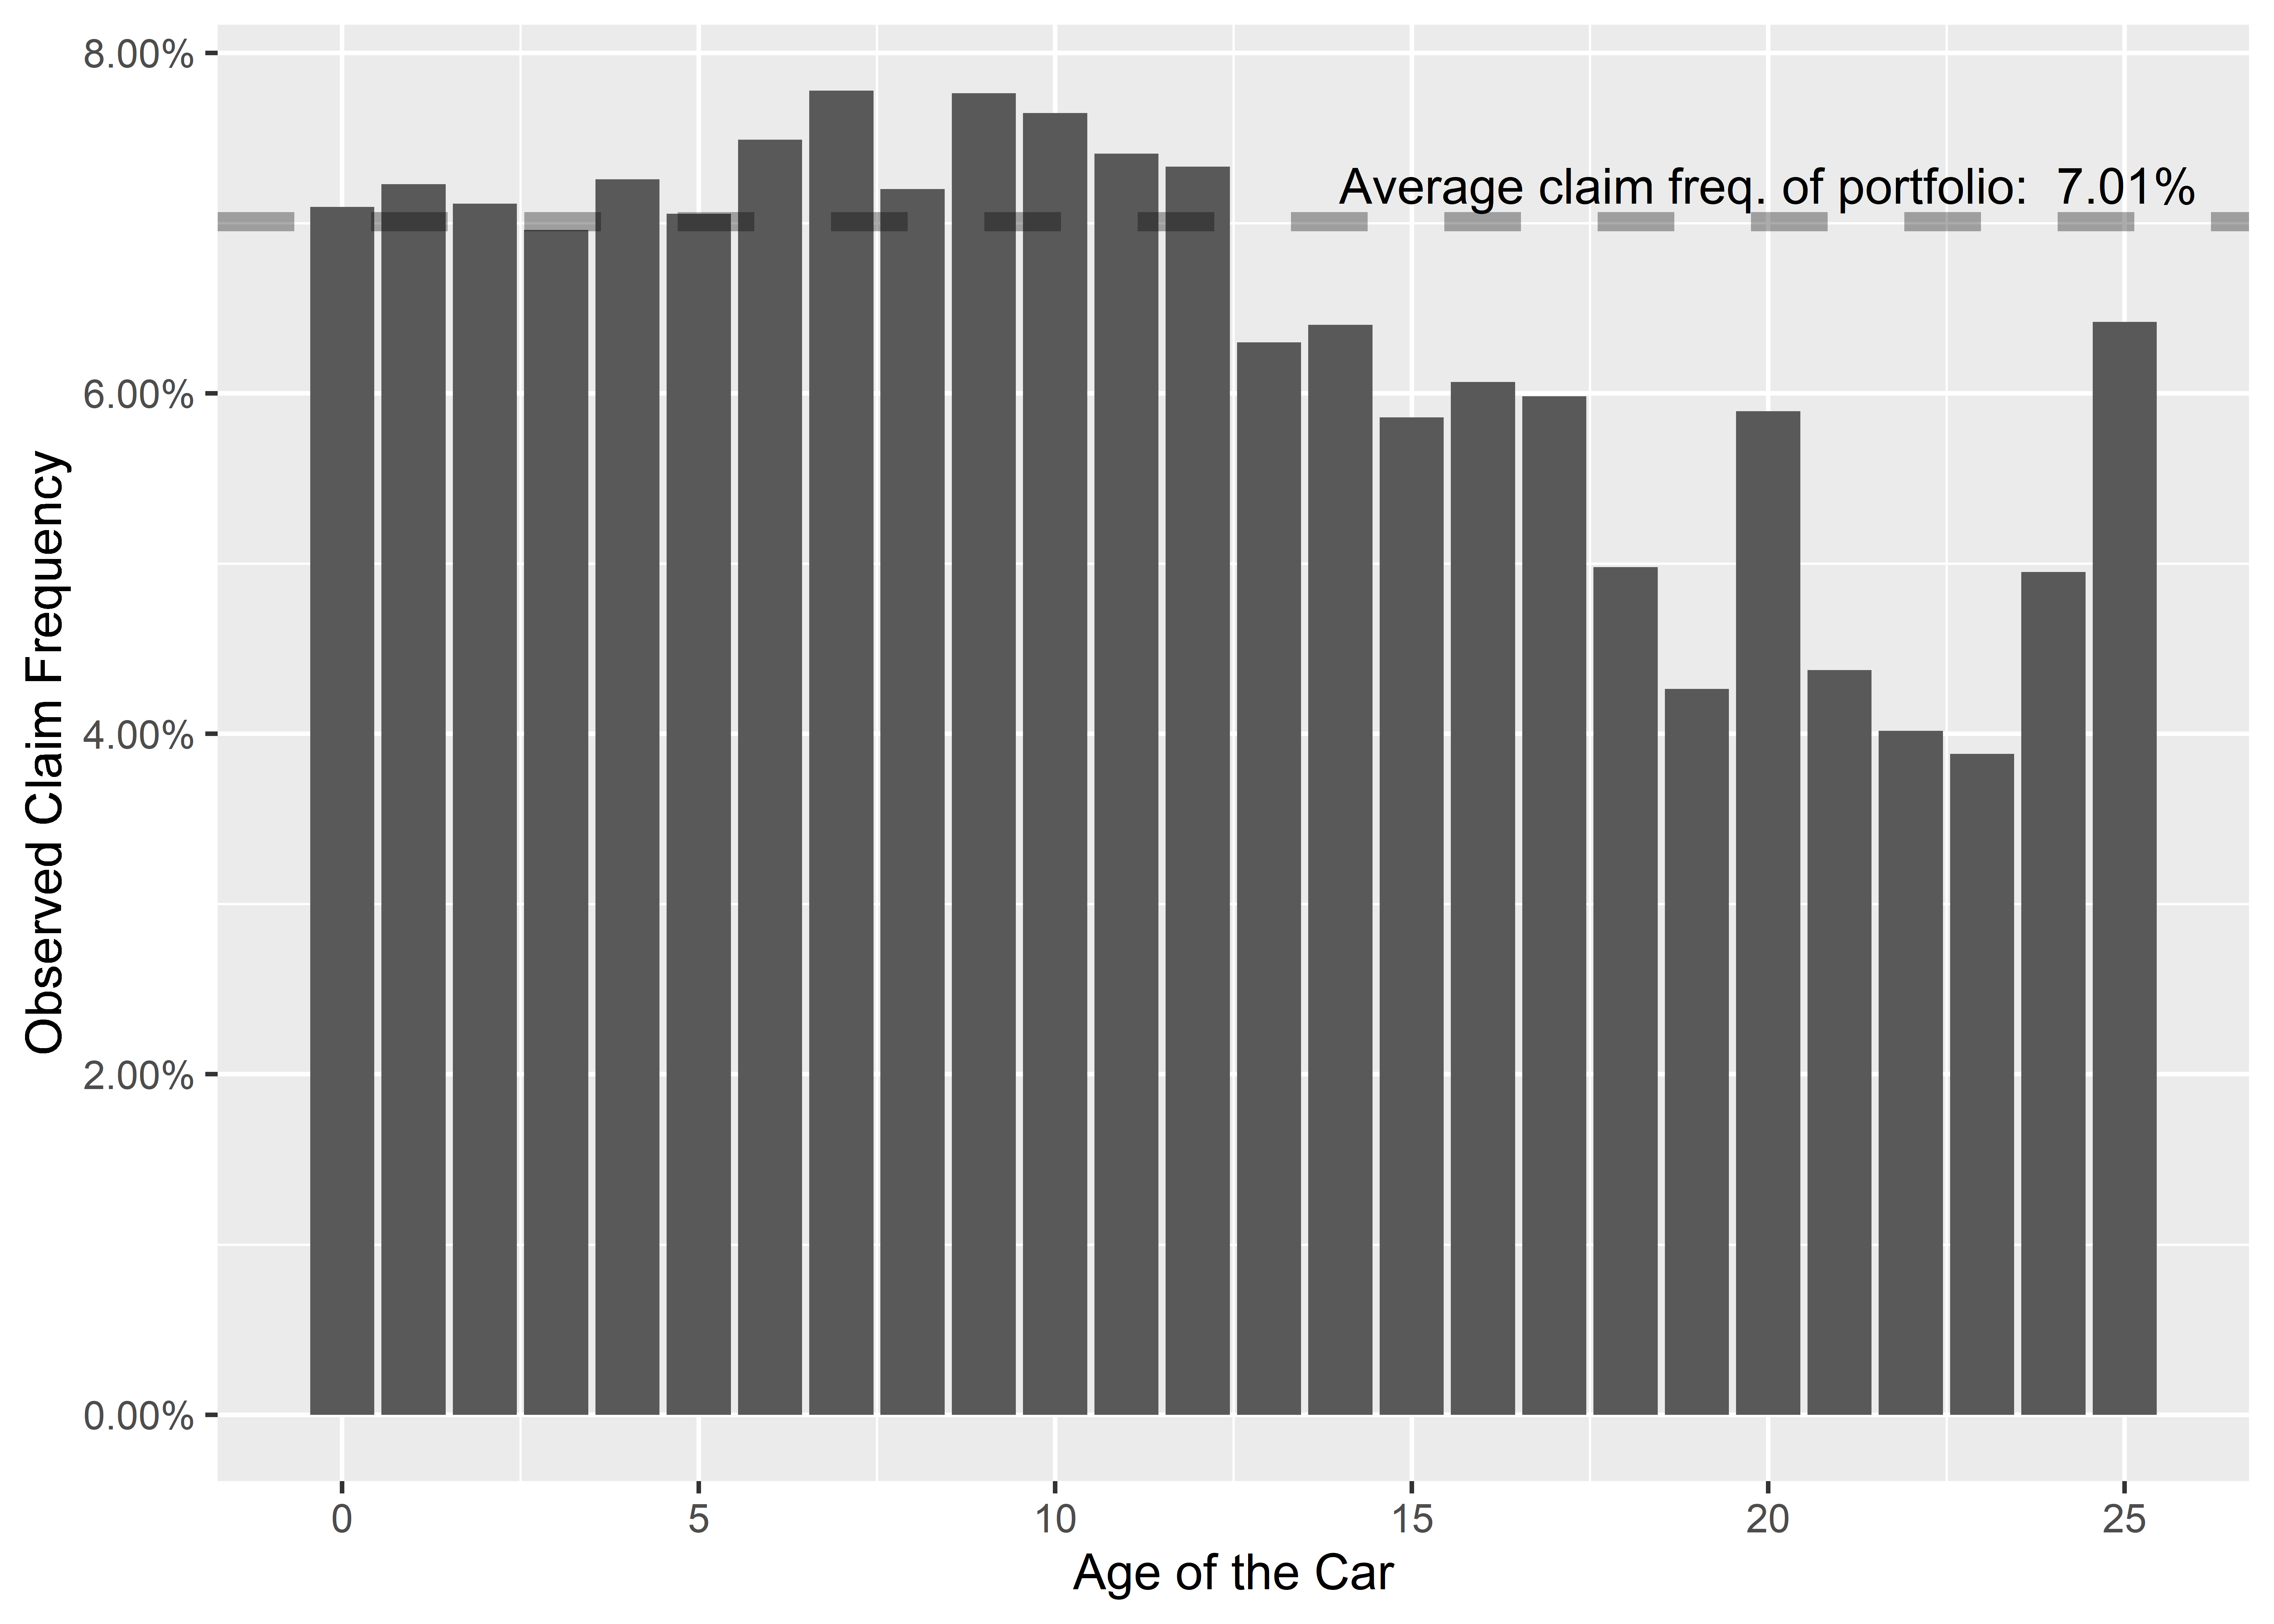 8.00%
Average claim freq. of portfolio:  7.01%
6.00%
4.00%
2.00%
0.00%
Observed Claim Frequency
0 5 10 15 20 25
Age of the Car